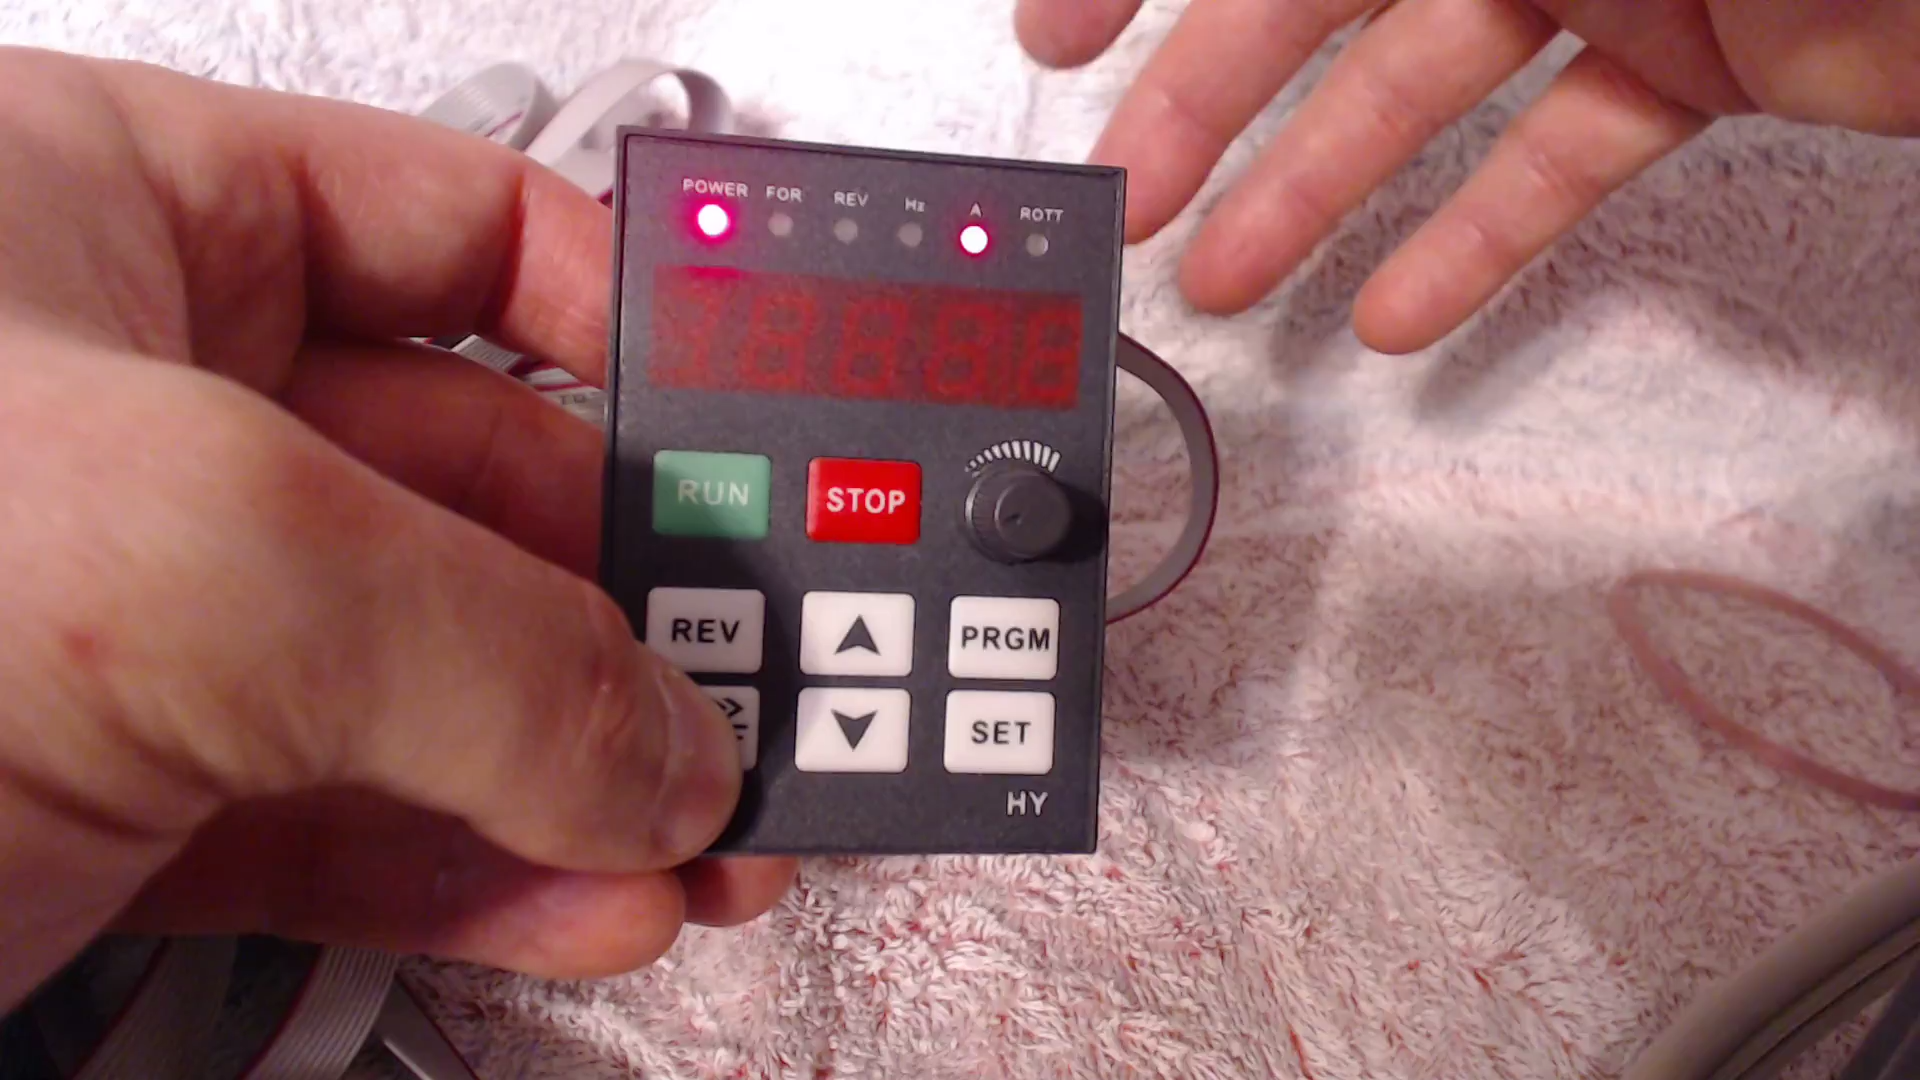 POWER FOR REV Hz A ROTT
RUN STOP
REV PRGM
SET
HY